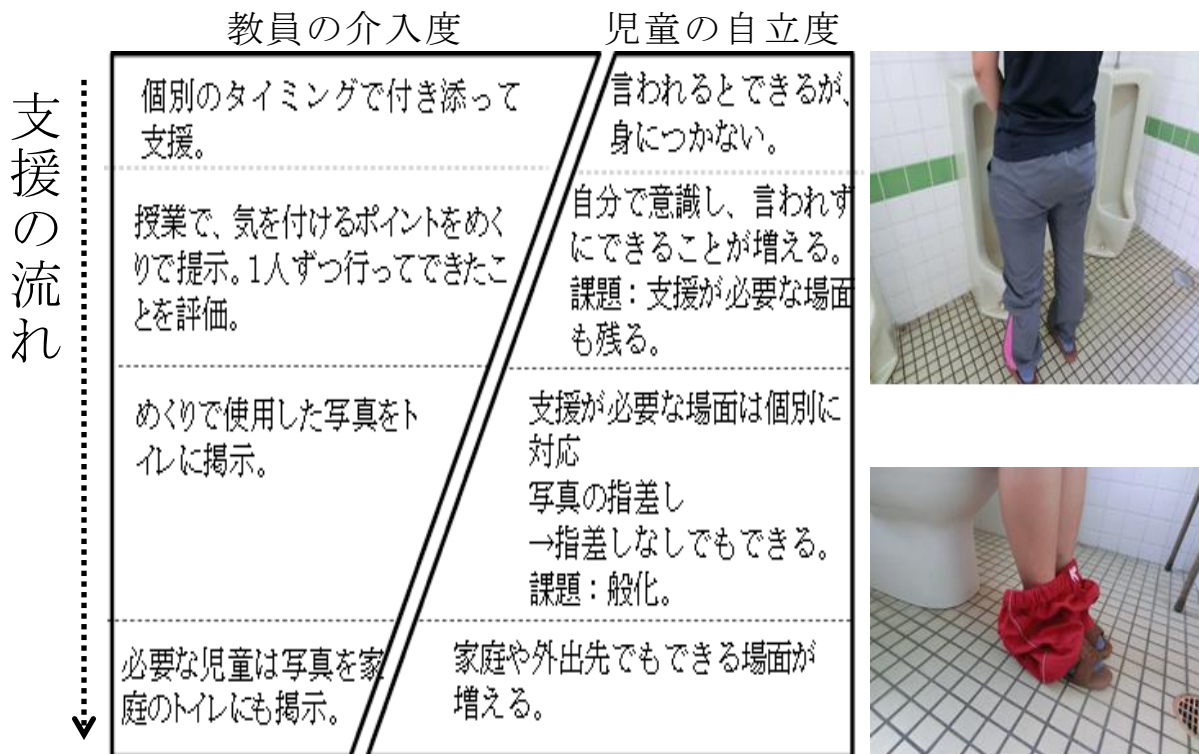 教員の介入度
児童の自立度
支援の流れ
個別のタイミングで付き添って
支援。
言われるとできるが、
身につかない。
授業で、気を付けるポイントをめく
りで提示。1人ずつ行ってできたこ
とを評価。
自分で意識し、言われず
にできることが増える。
課題：支援が必要な場面
も残る。
めくりで使用した写真をト
イレに掲示。
支援が必要な場面は個別に
対応
写真の指差し
→指差しなしでもできる。
課題：般化。
必要な児童は写真を家
庭のトイレにも掲示。
家庭や外出先でもできる場面が
増える。